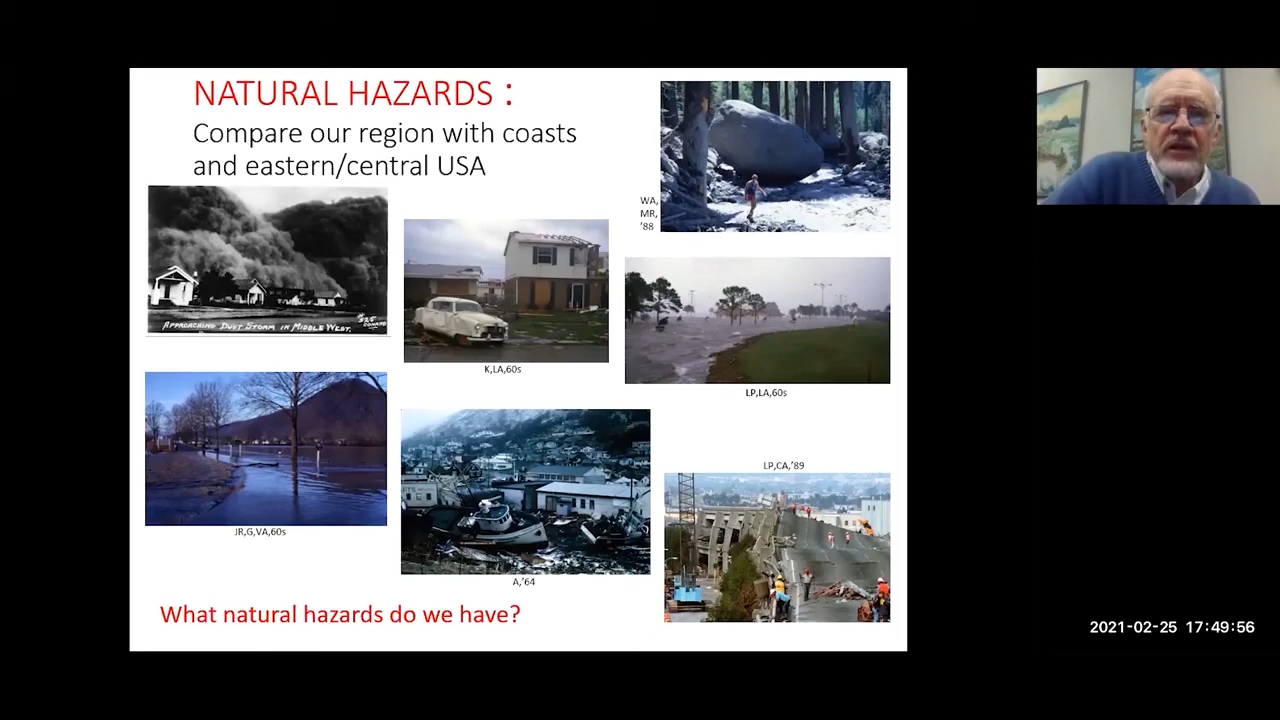 NATURAL HAZARDS :
Compare our region with coasts
and eastern/central USA
WA,
MR,
'88
APPROACHING DUST STORM IN MIDDLE WEST.
K,LA,60s
LP,LA,60s
JR,G,VA,60s
A,'64
LP,CA,'89
What natural hazards do we have?
2021-02-25 17:49:56